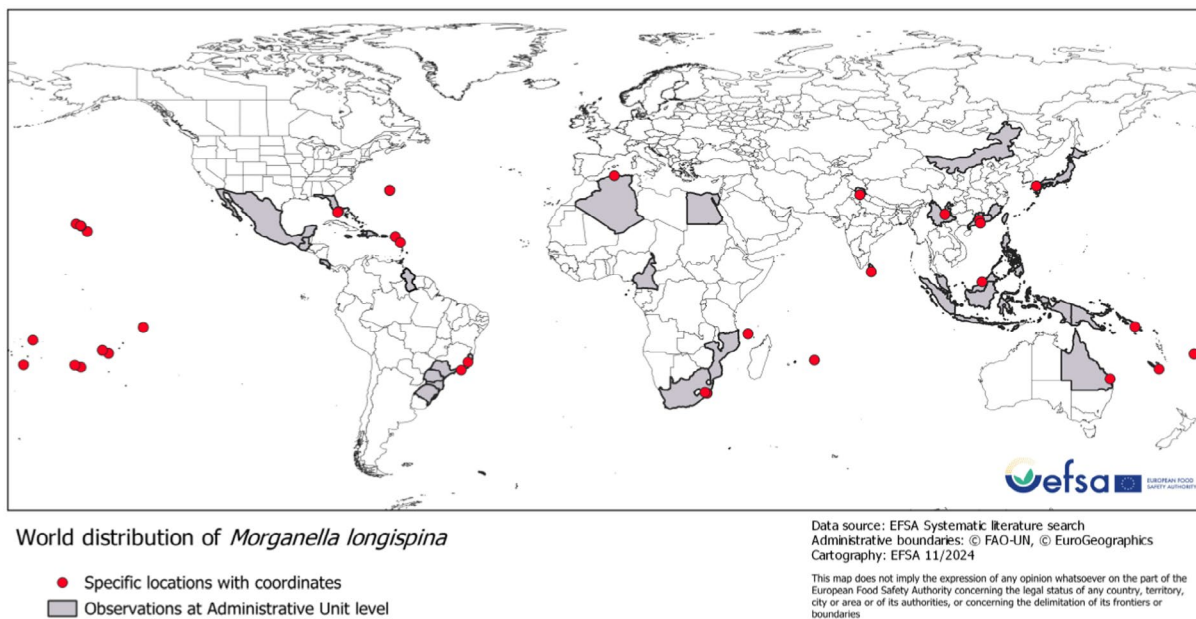 efsa
EUROPEAN FOOD
SAFETY AUTHORITY
World distribution of Morganella longispina
Specific locations with coordinates
Observations at Administrative Unit level
Data source: EFSA Systematic literature search
Administrative boundaries: © FAO-UN, © EuroGeographics
Cartography: EFSA 11/2024
This map does not imply the expression of any opinion whatsoever on the part of the
European Food Safety Authority concerning the legal status of any country, territory,
city or area or of its authorities, or concerning the delimitation of its frontiers or
boundaries